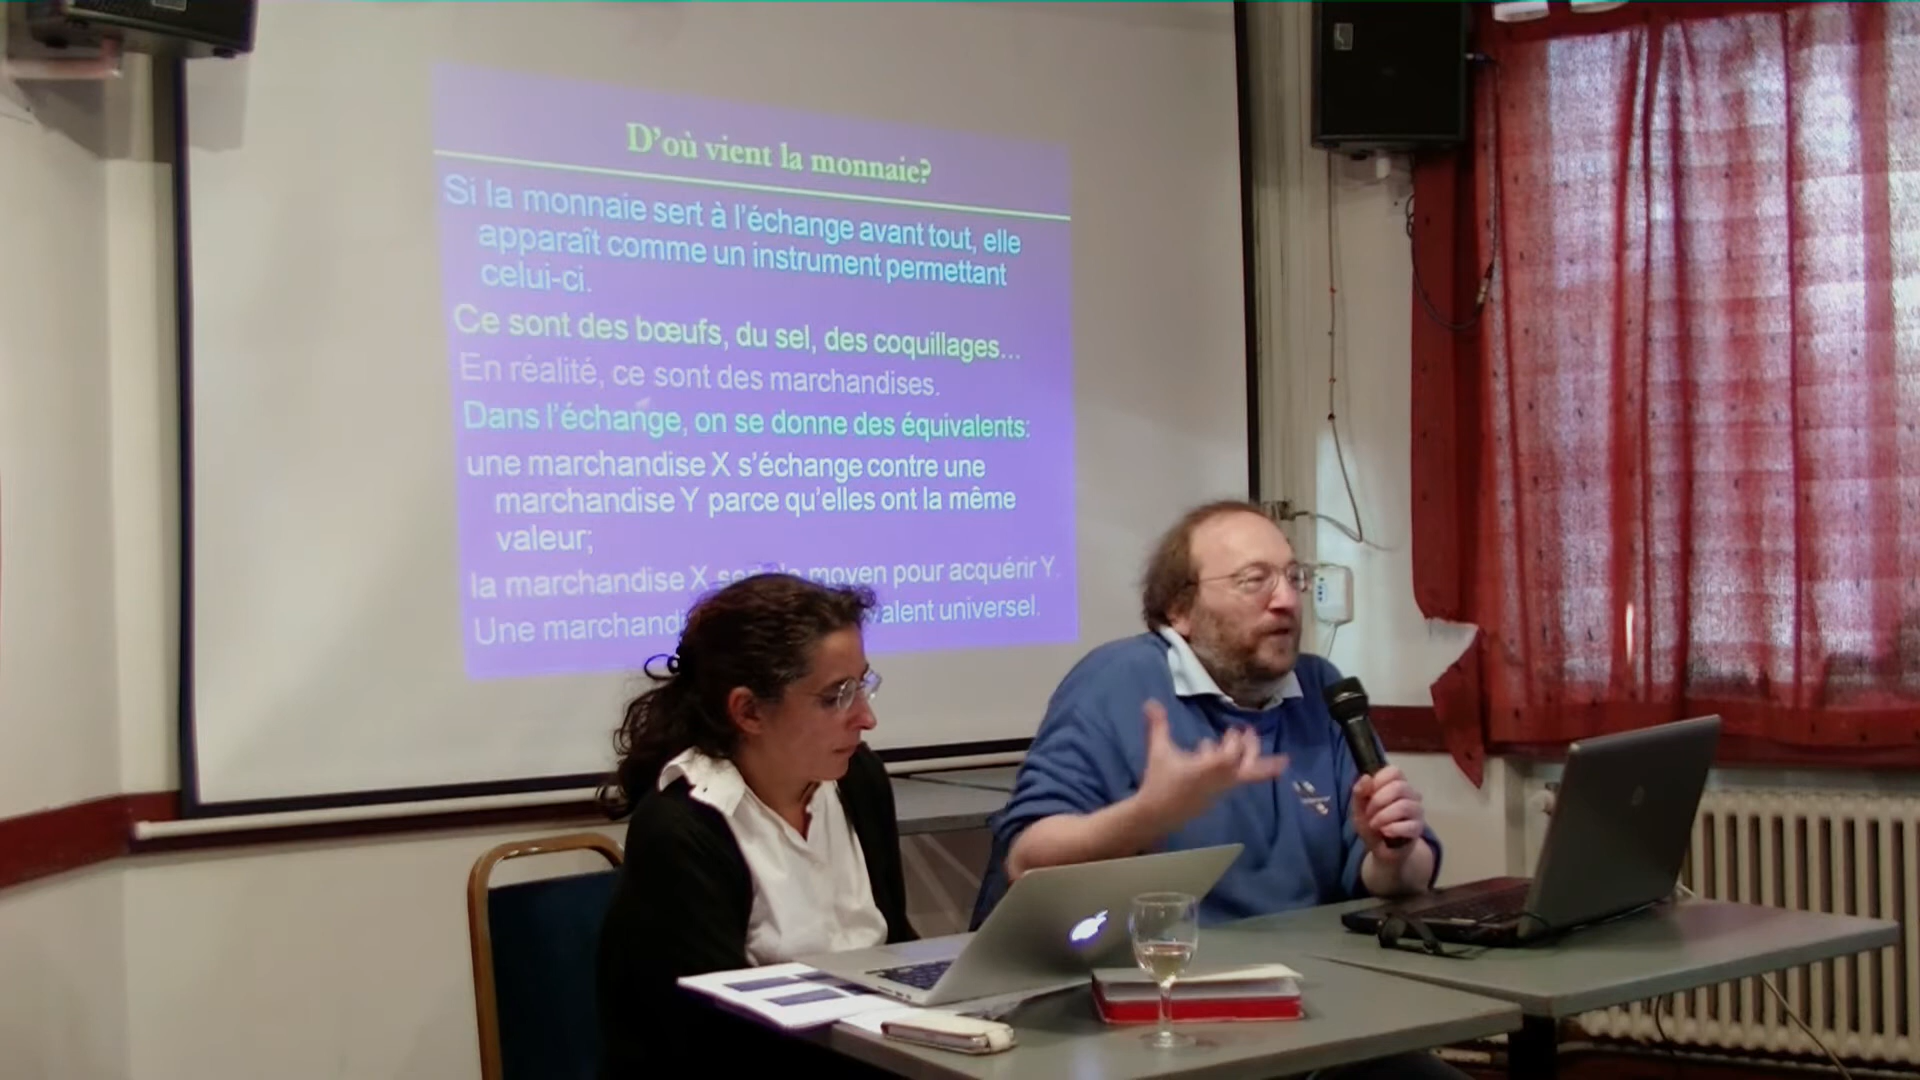 D'où vient la monnaie?
Si la monnaie sert à l'échange avant tout, elle
apparaît comme un instrument permettant
celui-ci.
Ce sont des bœufs, du sel, des coquillages...
En réalité, ce sont des marchandises.
Dans l'échange, on se donne des équivalents:
une marchandise X s'échange contre une
marchandise Y parce qu'elles ont la même
valeur;
la marchandise X moyen pour acquérir Y.
Une universel.